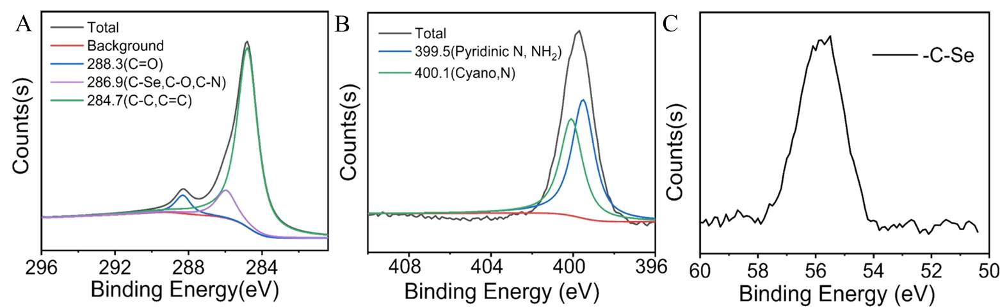 A
Total
Background
288.3(C=O)
286.9(C-Se,C-O,C-N)
284.7(C-C,C=C)
Counts(s)
296 292 288 284
Binding Energy(eV)
B
Total
399.5(Pyridinic N, NH₂)
400.1(Cyano,N)
Counts(s)
408 404 400 396
Binding Energy (eV)
C
-C-Se
Counts(s)
60 58 56 54 52 50
Binding Energy (eV)